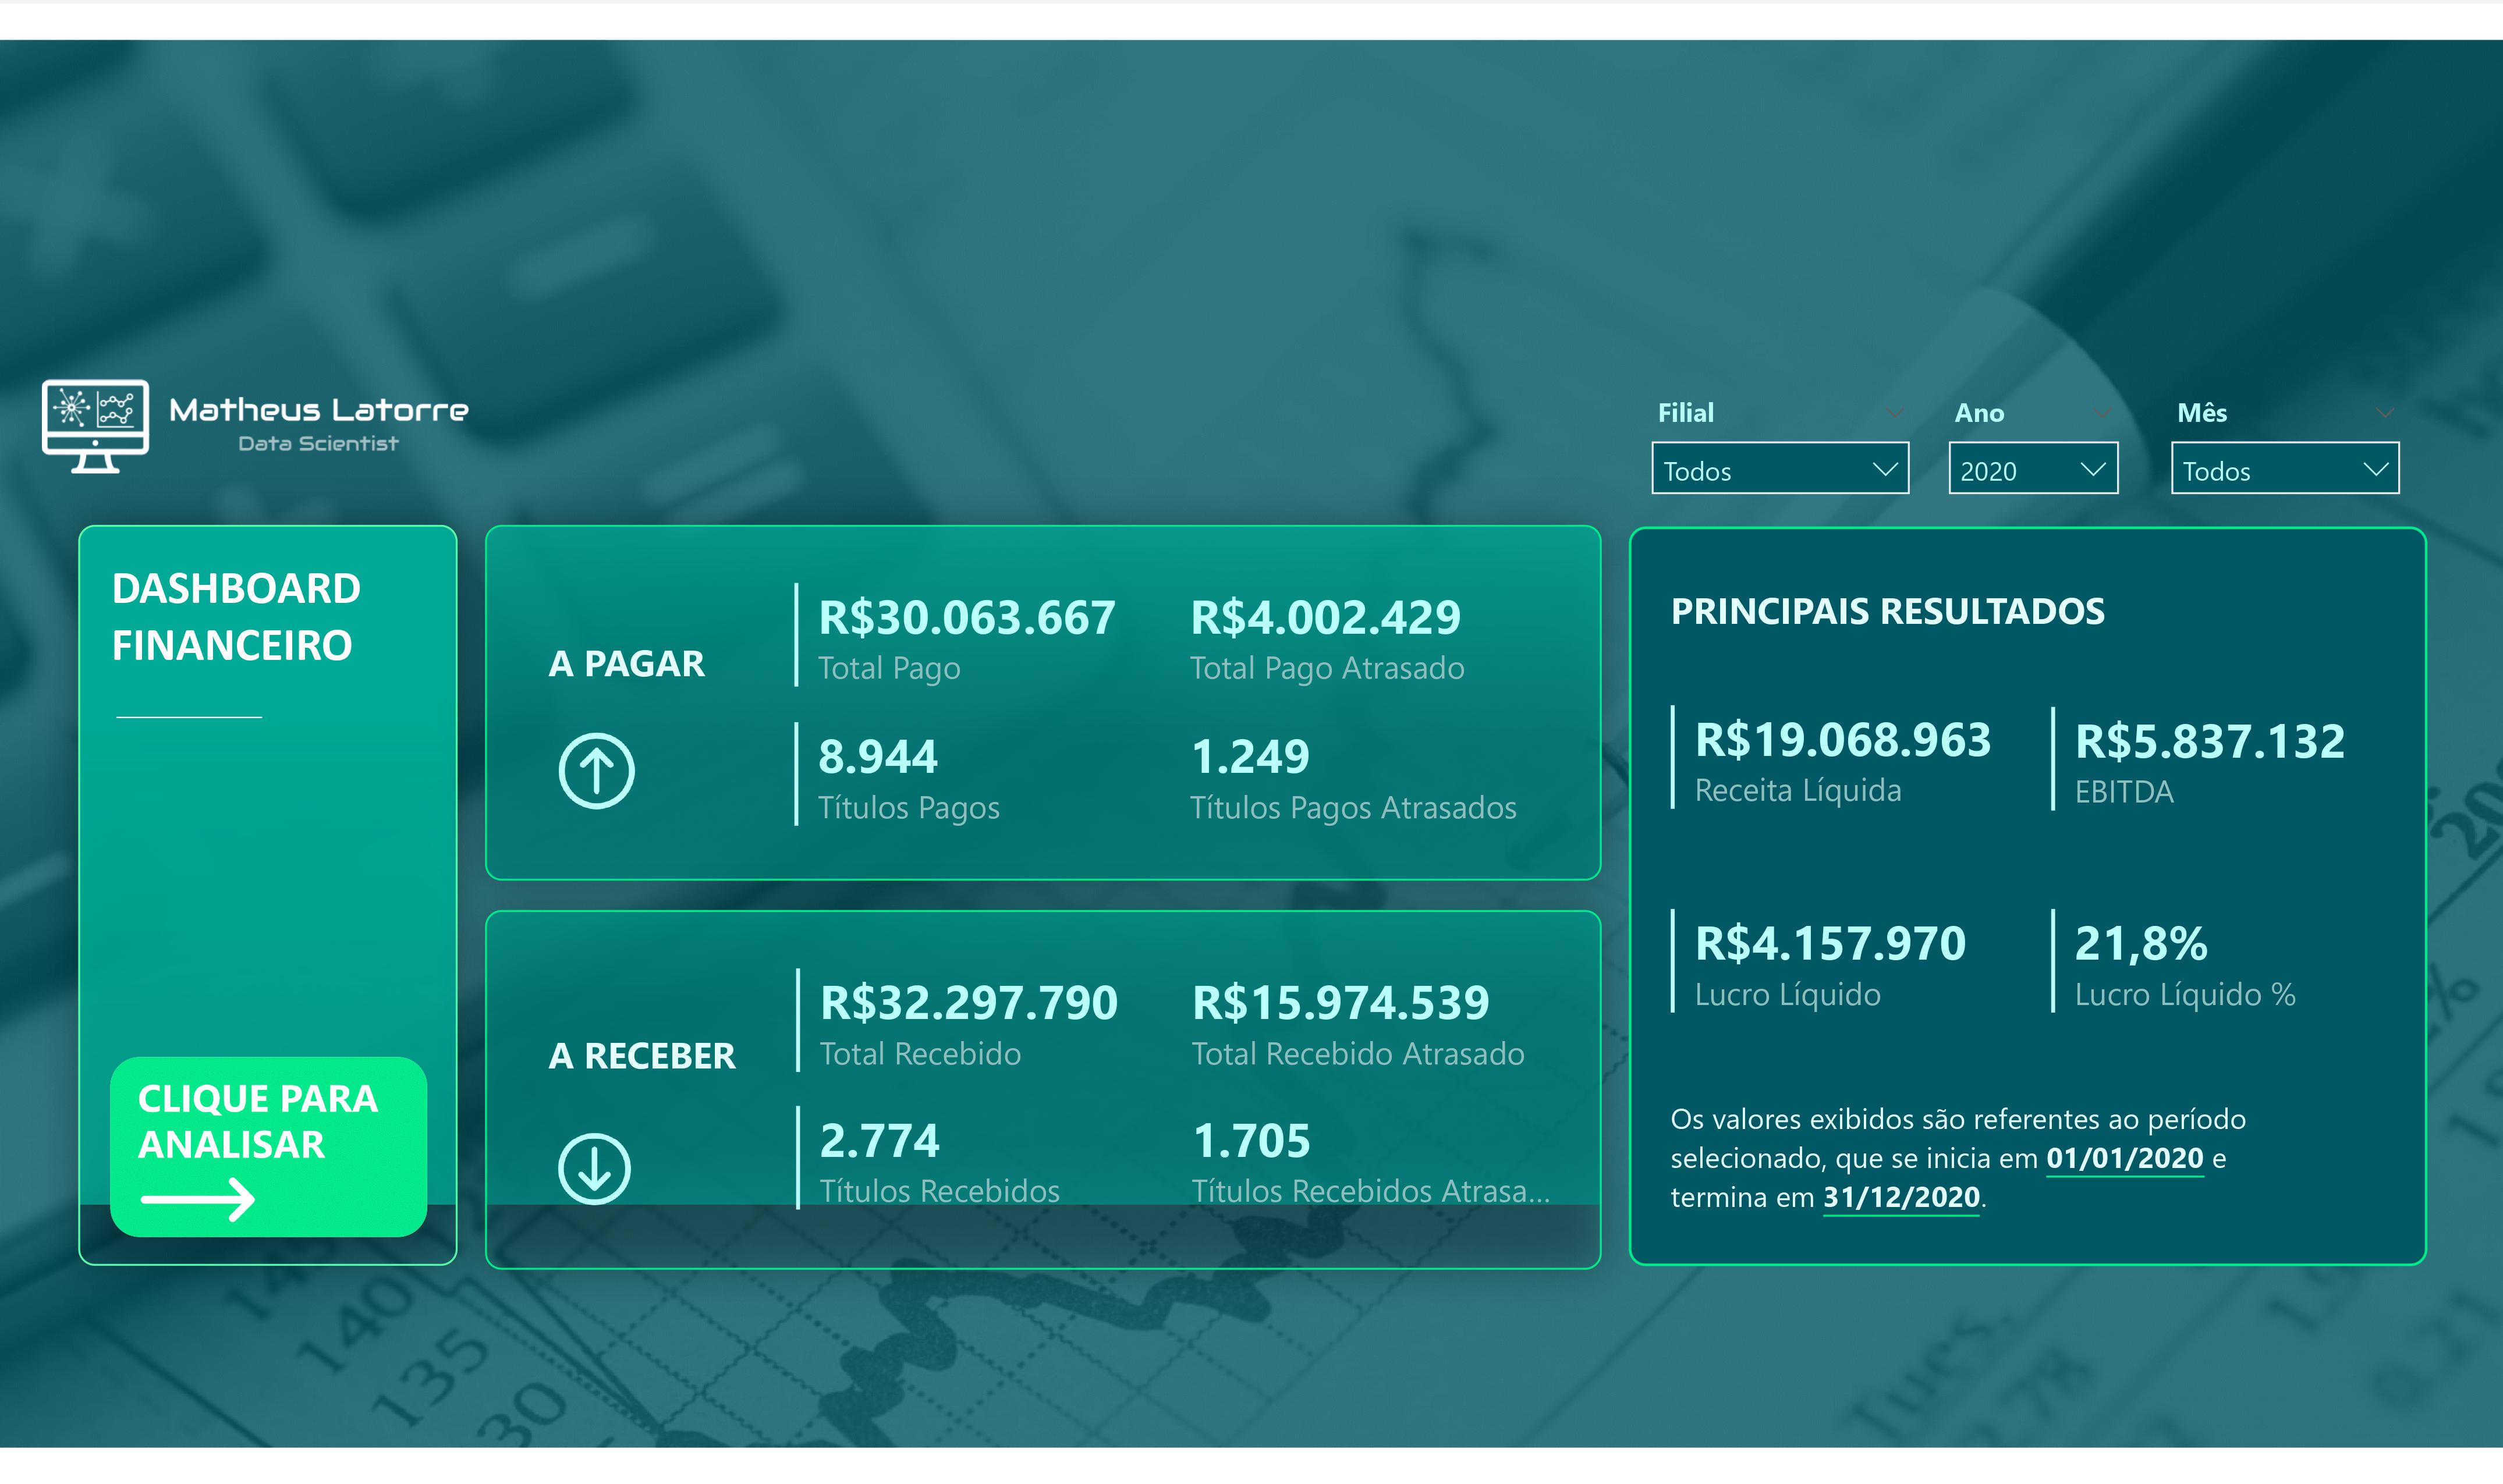 Matheus Latorre
Data Scientist
Filial
Ano
Mês
Todos
2020
Todos
DASHBOARD
FINANCEIRO
CLIQUE PARA
ANALISAR
A PAGAR
R$30.063.667
Total Pago
R$4.002.429
Total Pago Atrasado
8.944
Títulos Pagos
1.249
Títulos Pagos Atrasados
A RECEBER
R$32.297.790
Total Recebido
R$15.974.539
Total Recebido Atrasado
2.774
Títulos Recebidos
1.705
Títulos Recebidos Atrasa...
PRINCIPAIS RESULTADOS
R$19.068.963
Receita Líquida
R$5.837.132
EBITDA
R$4.157.970
Lucro Líquido
21,8%
Lucro Líquido %
Os valores exibidos são referentes ao período
selecionado, que se inicia em 01/01/2020 e
termina em 31/12/2020.
140
135
30
Tues.